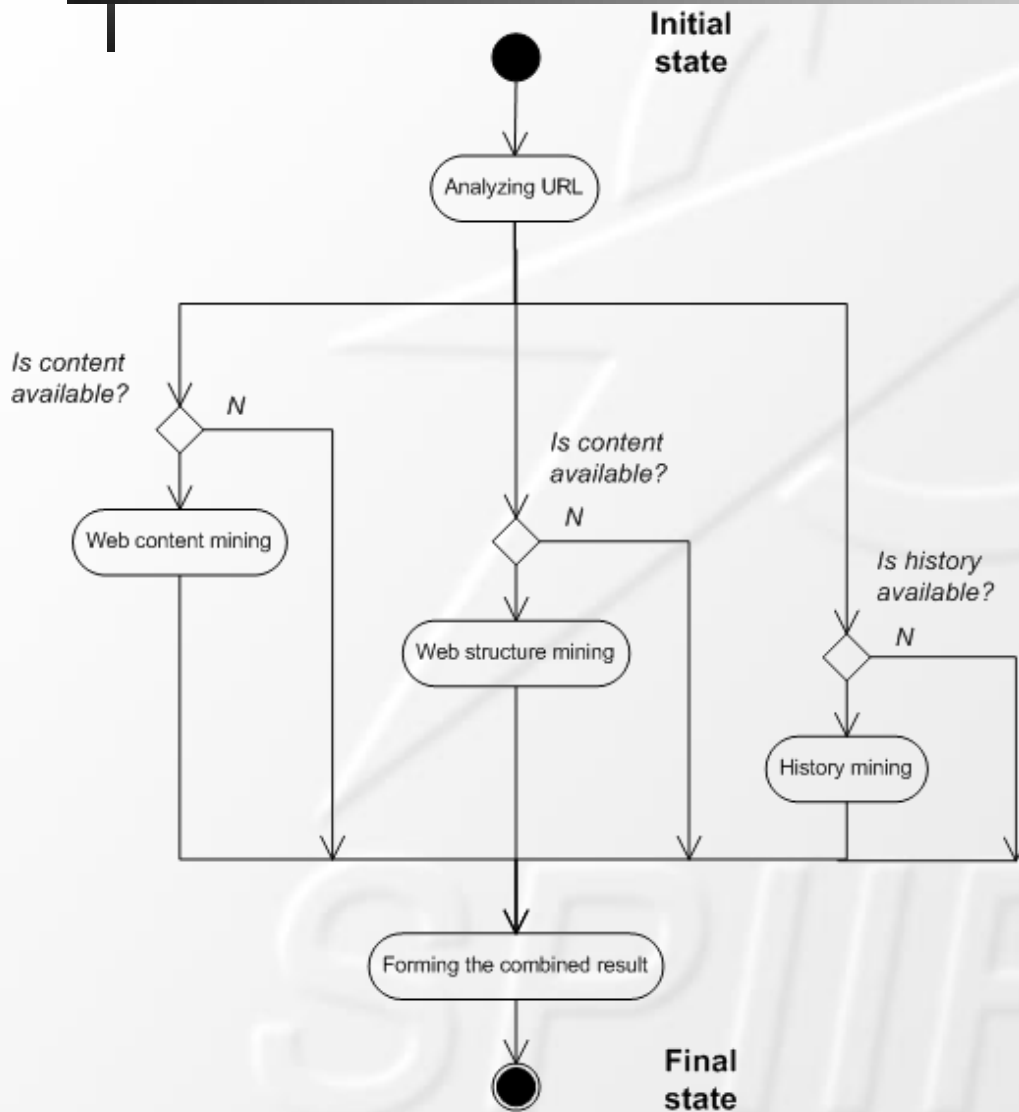 Initial
state
Analyzing URL
Is content
available?
N
Is content
available?
N
Web content mining
Is history
available?
N
Web structure mining
History mining
Forming the combined result
Final
state